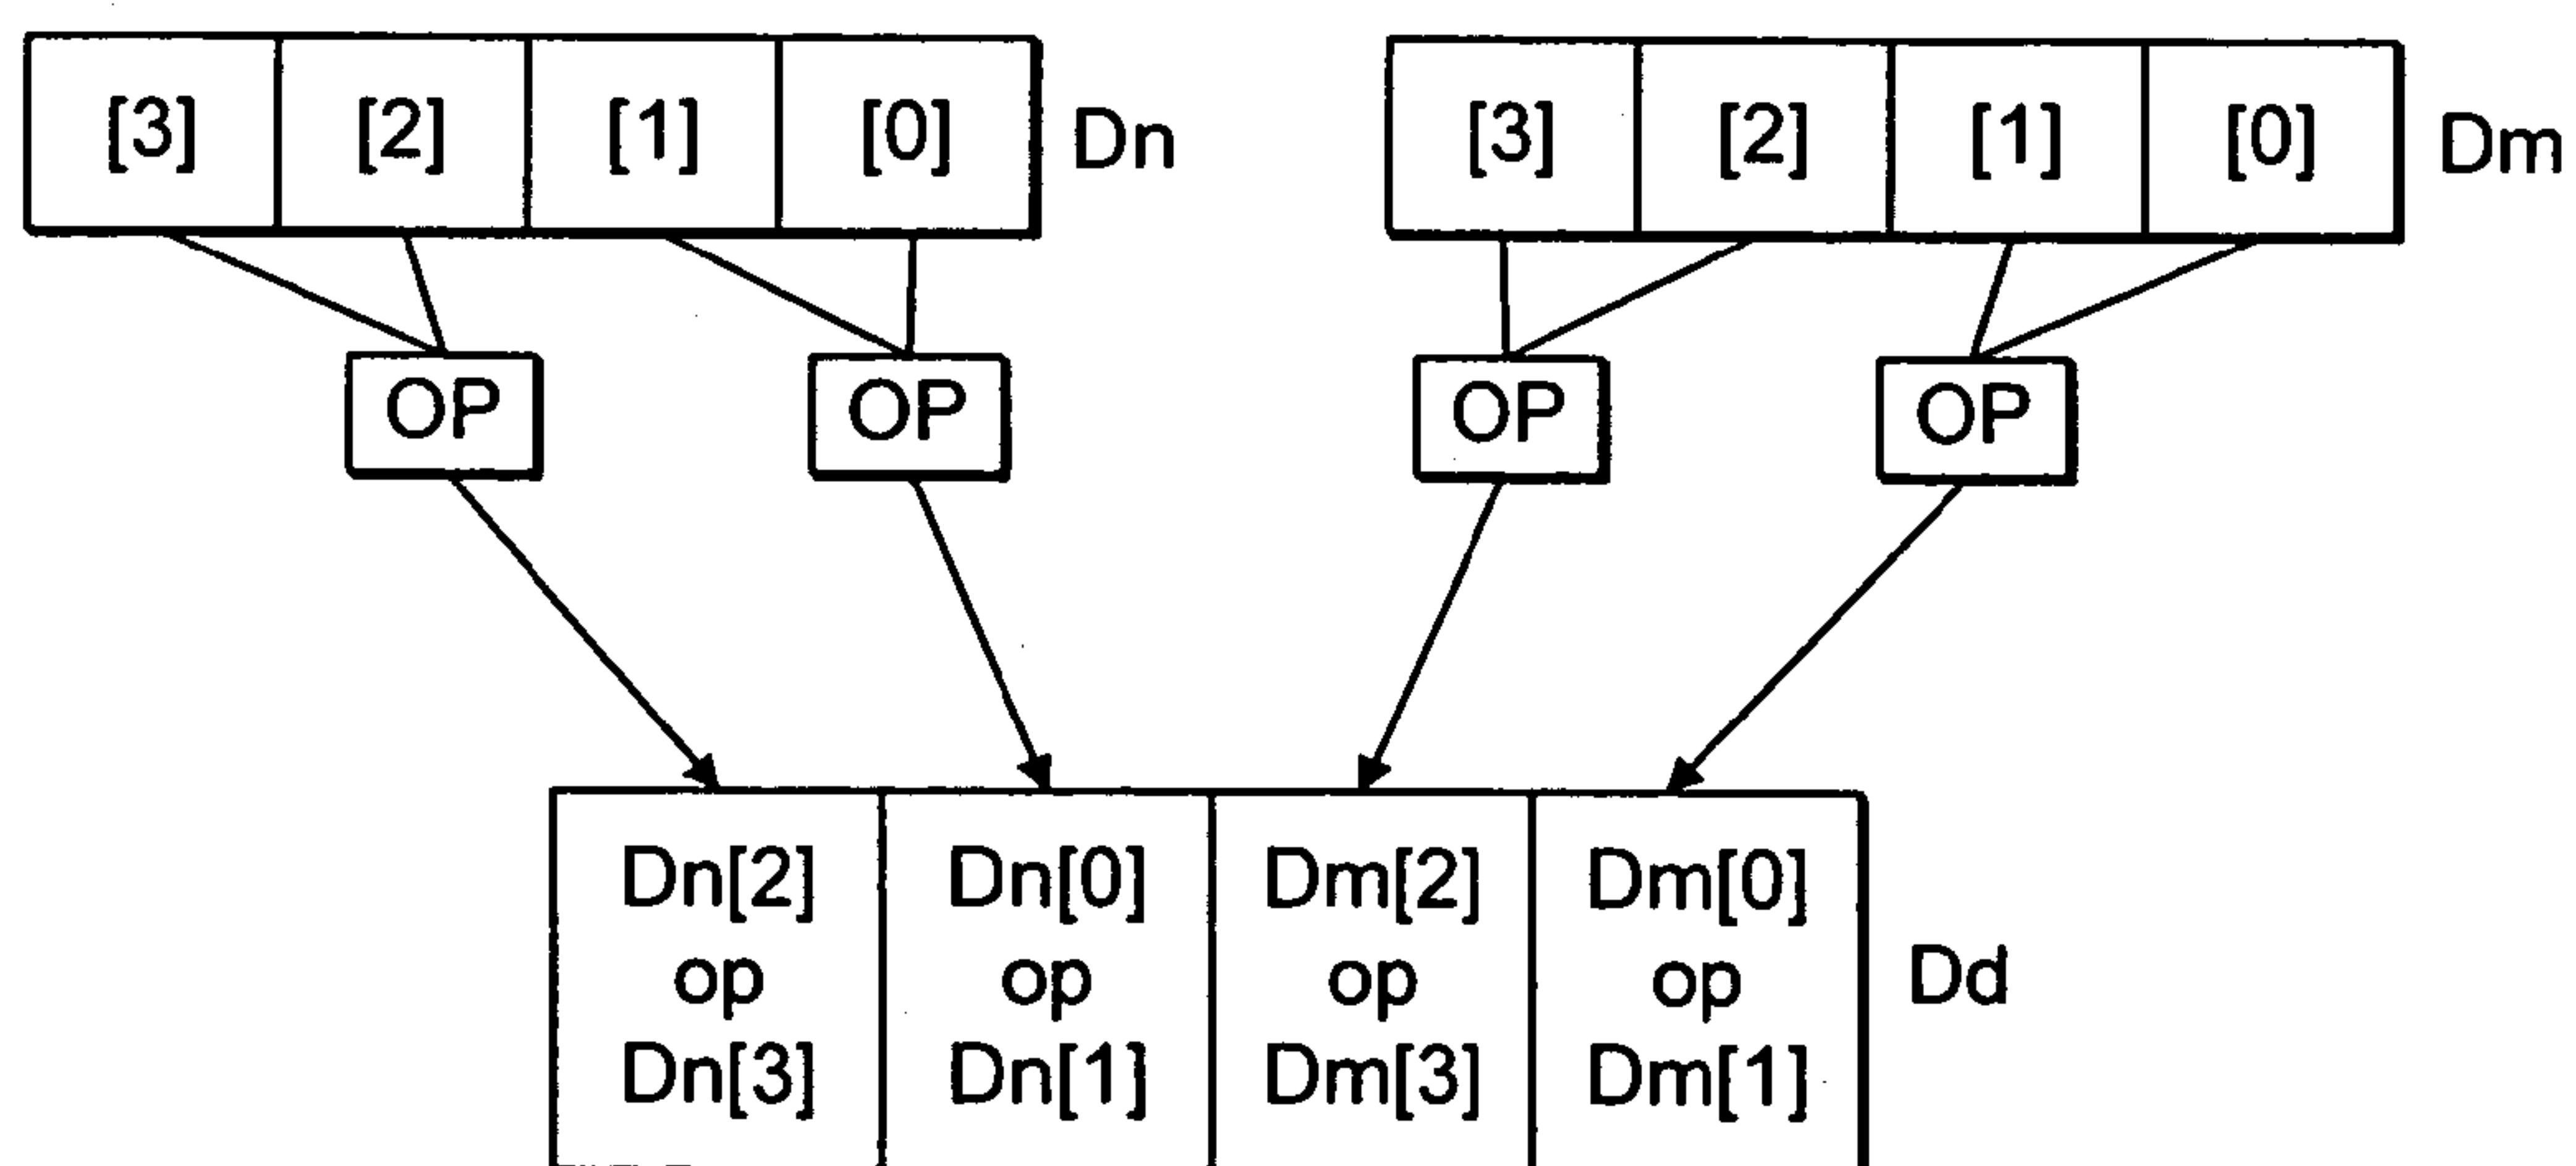 [3] [2] [1] [0] Dn [3] [2] [1] [0] Dm
OP OP OP OP
Dn[2] Dn[0] Dm[2] Dm[0]
op op op op Dd
Dn[3] Dn[1] Dm[3] Dm[1]